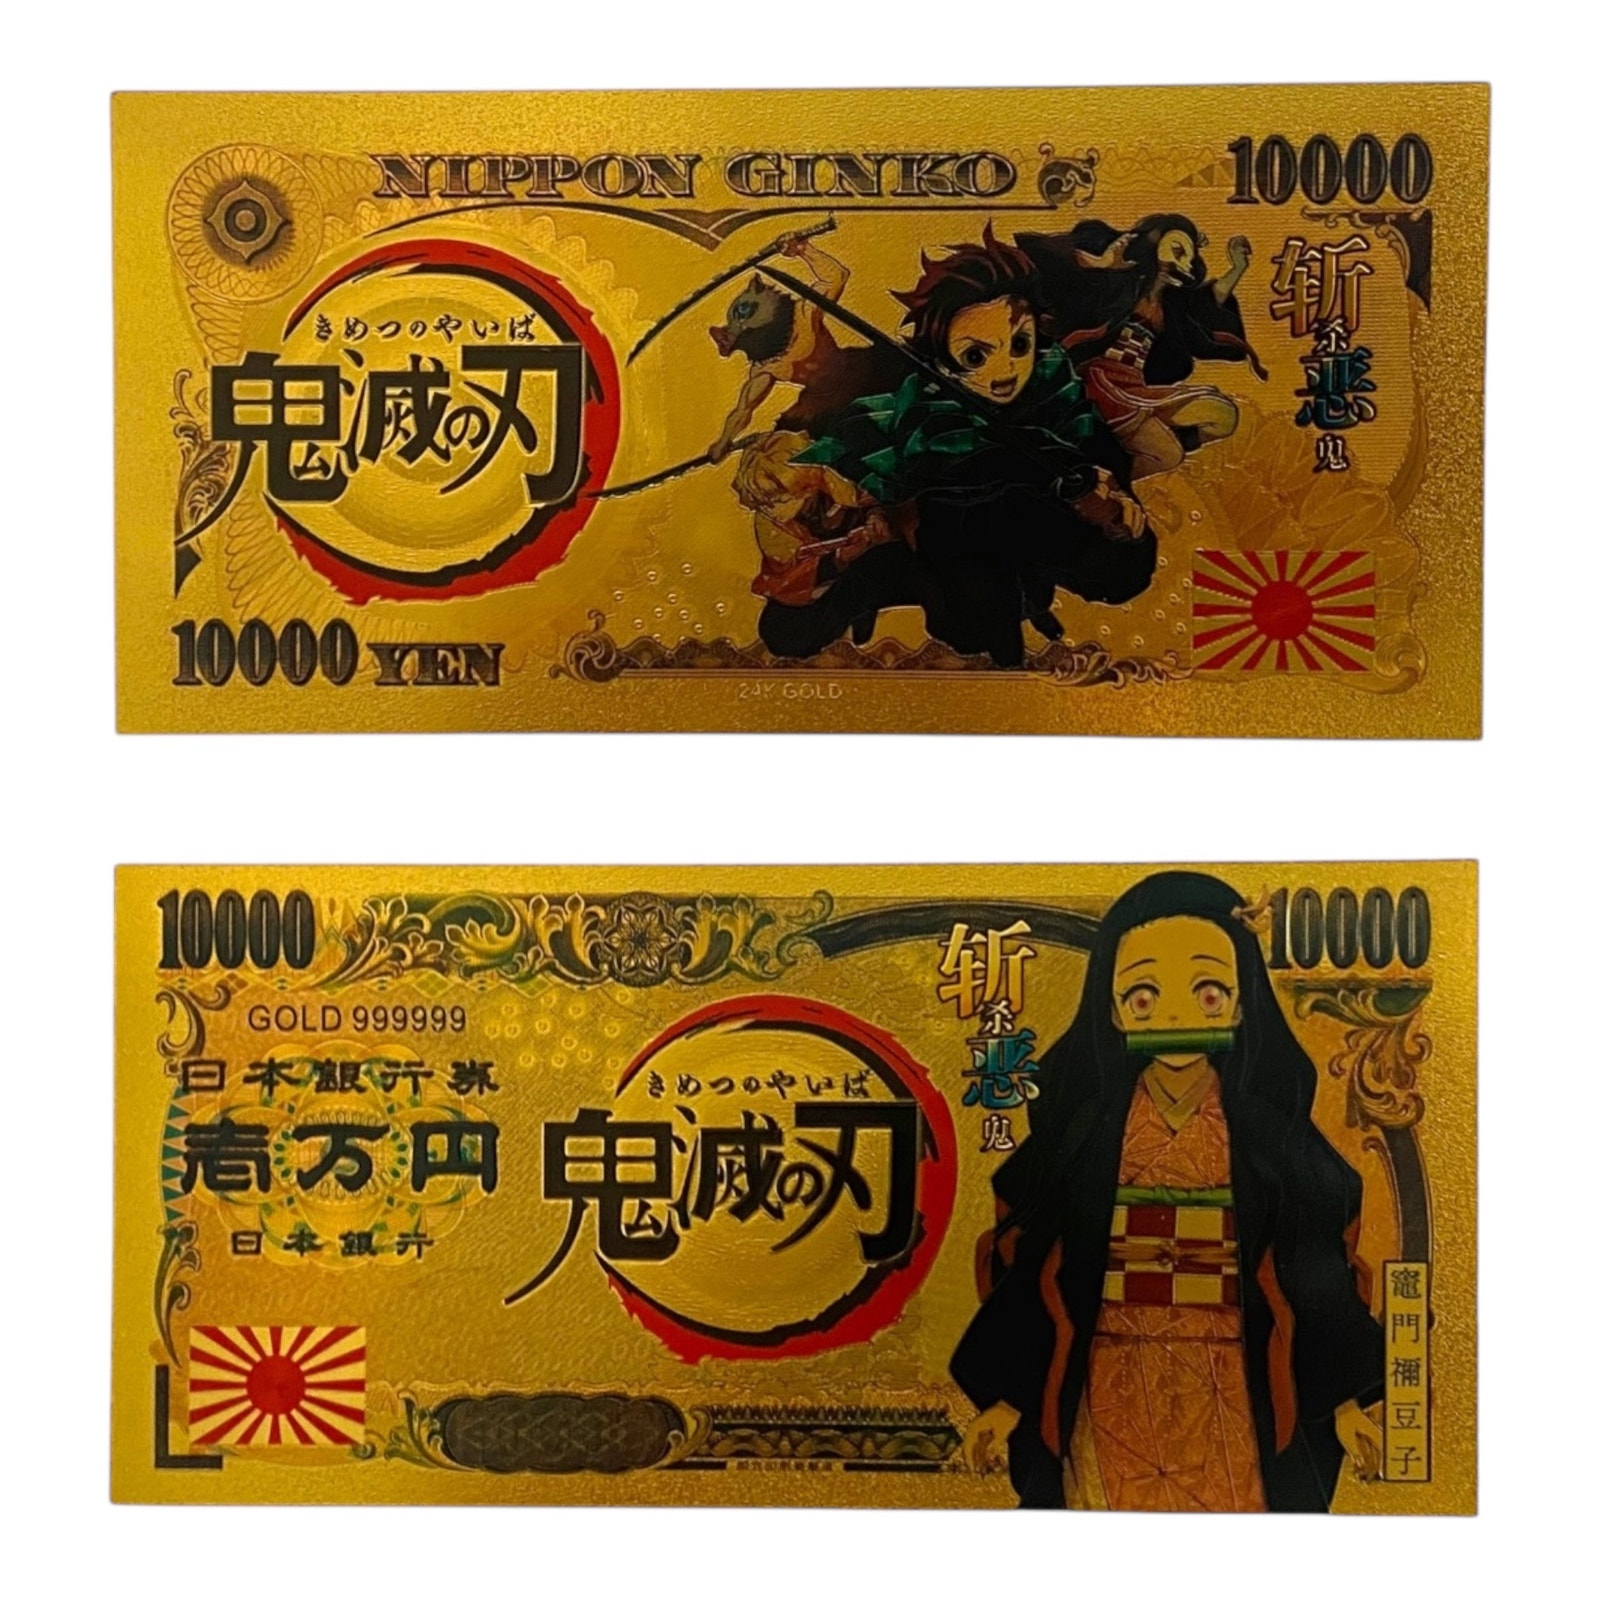 NIPPON GINKO
10000
きめつのやいば
鬼滅の刃
斩
杀
恶
鬼
10000 YEN
24K GOLD
10000
10000
GOLD 999999
日本銀行券
壱万円
日本銀行
きめつのやいば
鬼滅の刃
斩
杀
恶
鬼
竈門禰豆子